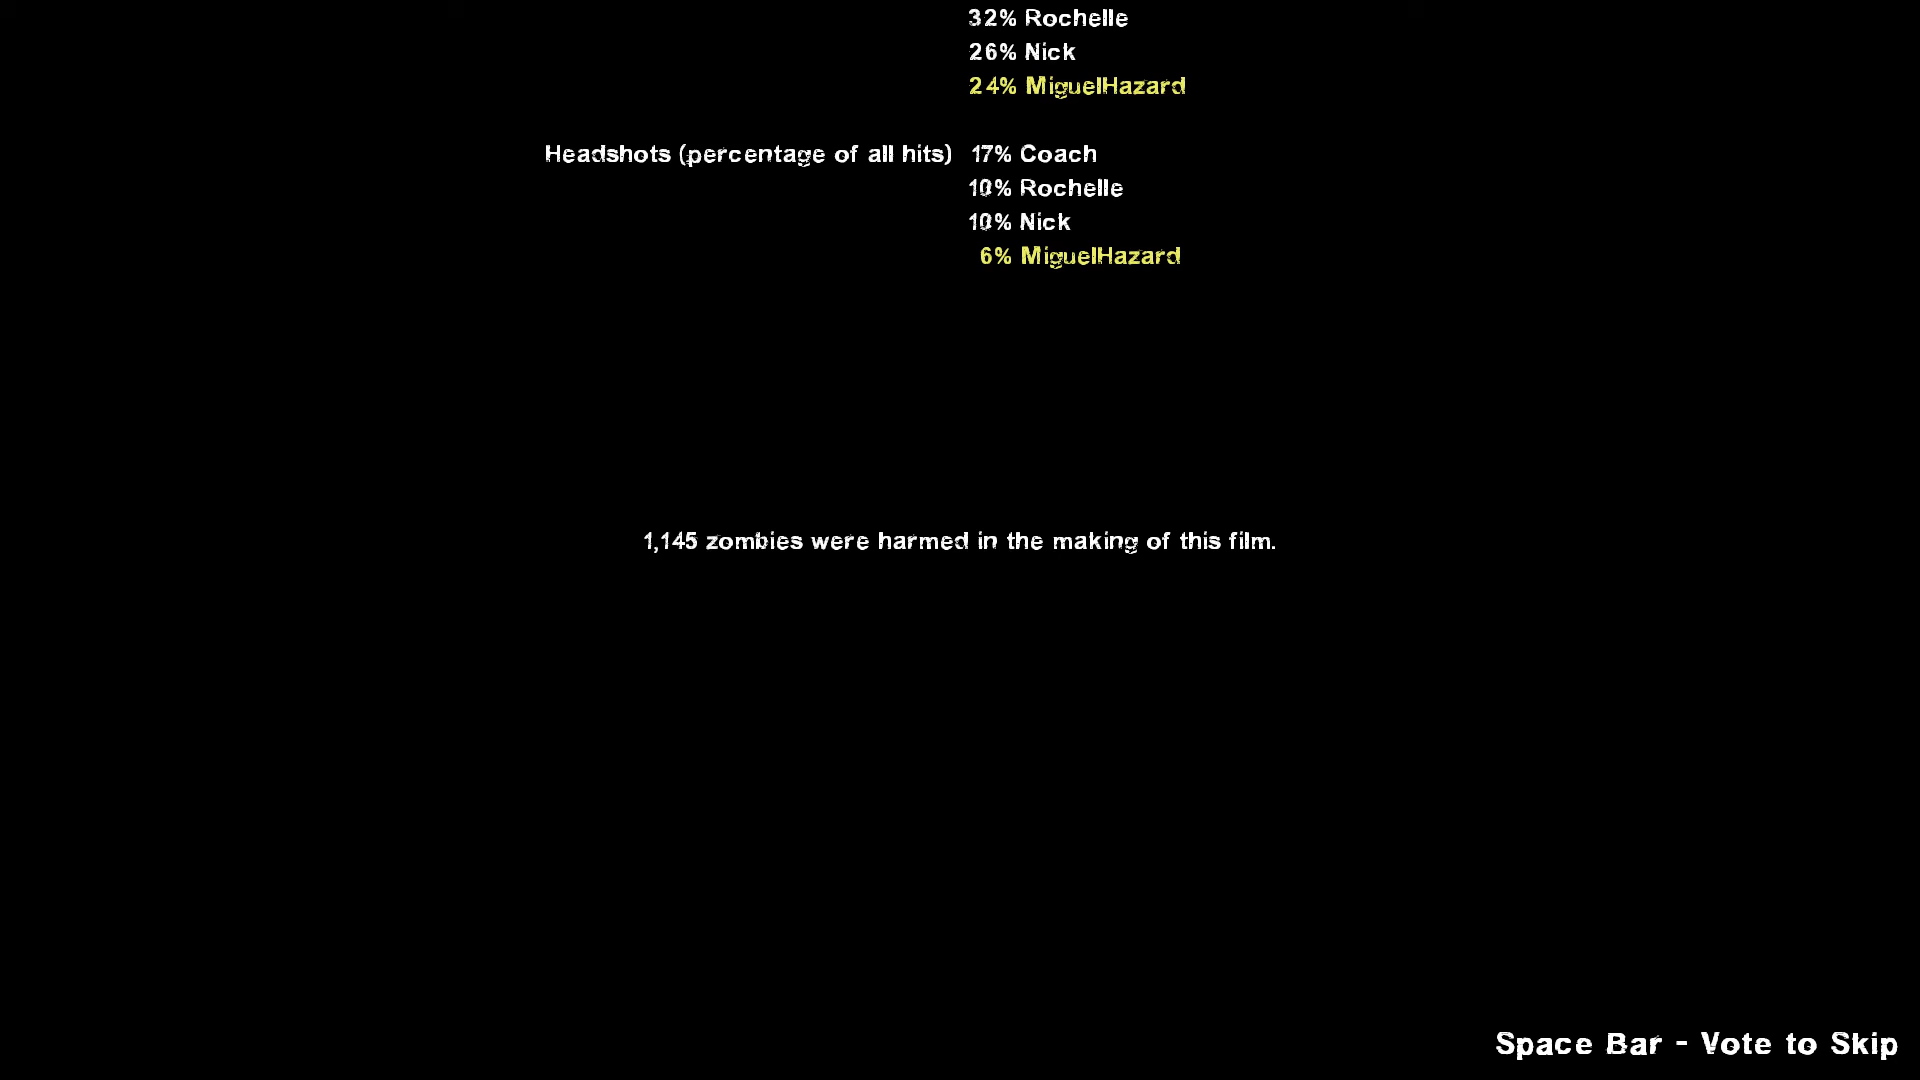 32% Rochelle
26% Nick
24% MiguelHazard
Headshots (percentage of all hits) 17% Coach
10% Rochelle
10% Nick
6% MiguelHazard
1,145 zombies were harmed in the making of this film.
Space Bar - Vote to Skip